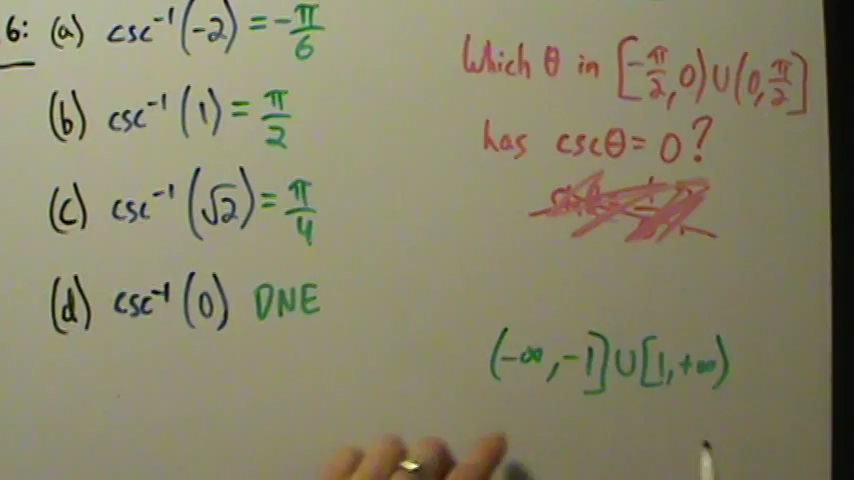 6: (a) csc⁻¹(-2) = -π/6
(b) csc⁻¹(1) = π/2
(c) csc⁻¹(√2) = π/4
(d) csc⁻¹(0) DNE
Which θ in [-π/2, 0) ∪ (0, π/2]
has cscθ = 0?
(-∞, -1] ∪ [1, +∞)